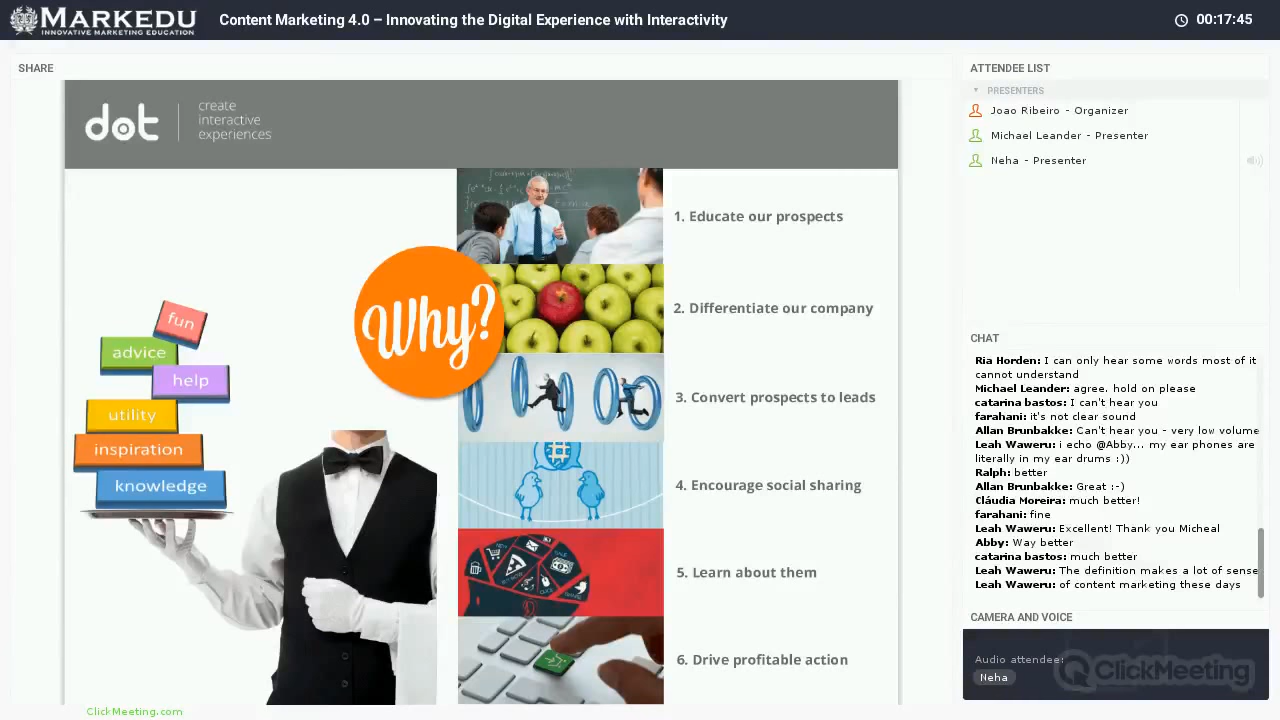 MARKEDU
INNOVATIVE MARKETING EDUCATION
Content Marketing 4.0 – Innovating the Digital Experience with Interactivity
00:17:45
SHARE
dot
create
interactive
experiences
fun
advice
help
utility
inspiration
knowledge
Why?
1. Educate our prospects
2. Differentiate our company
3. Convert prospects to leads
#
4. Encourage social sharing
5. Learn about them
6. Drive profitable action
ClickMeeting.com
ATTENDEE LIST
PRESENTERS
Joao Ribeiro - Organizer
Michael Leander - Presenter
Neha - Presenter
CHAT
Ria Horden: I can only hear some words most of it
cannot understand
Michael Leander: agree. hold on please
catarina bastos: I can't hear you
farahani: it's not clear sound
Allan Brunbakke: Can't hear you - very low volume
Leah Waweru: i echo @Abby... my ear phones are
literally in my ear drums :))
Ralph: better
Allan Brunbakke: Great :-)
Cláudia Moreira: much better!
farahani: fine
Leah Waweru: Excellent! Thank you Micheal
Abby: Way better
catarina bastos: much better
Leah Waweru: The definition makes a lot of sense
Leah Waweru: of content marketing these days
CAMERA AND VOICE
Audio attendee:
Neha
ClickMeeting